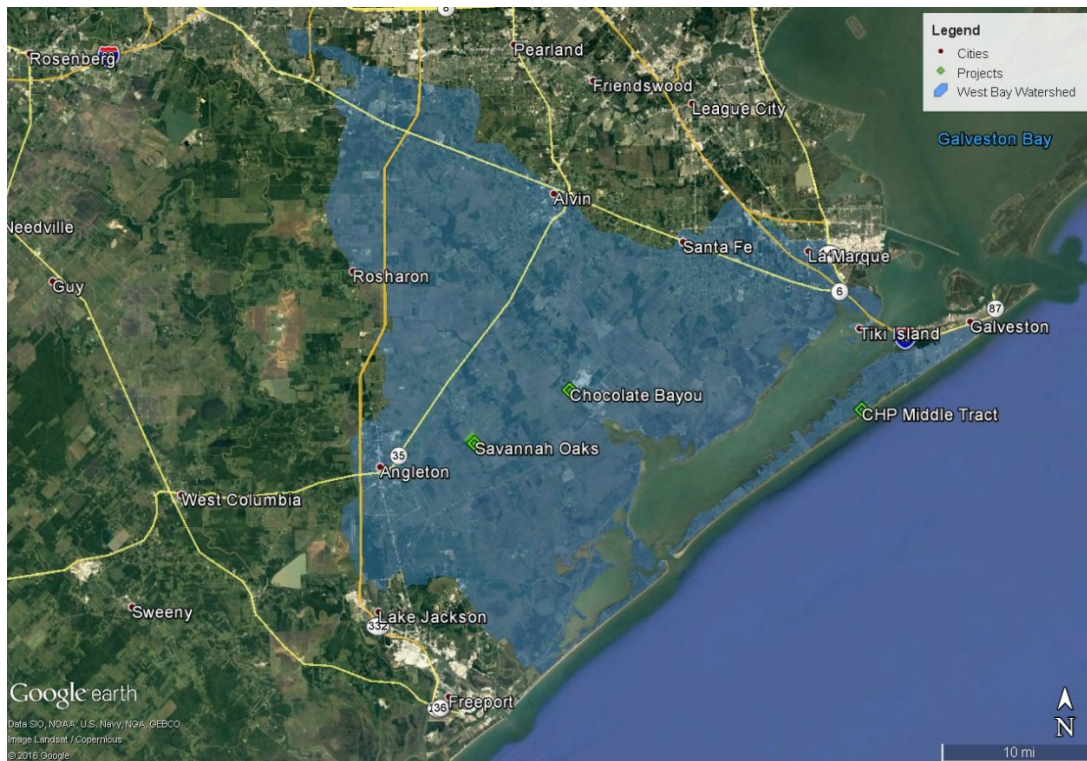 8
Legend
Cities
Projects
West Bay Watershed
Rosenberg
Pearland
Friendswood
League City
Galveston Bay
Needville
Alvin
Santa Fe
La Marque
Rosharon
Guy
6
87
Tiki Island
Galveston
Chocolate Bayou
CHP Middle Tract
Savannah Oaks
35
Angleton
West Columbia
Sweeny
Lake Jackson
332
Freeport
Google earth
Data SIO, NOAA, U.S. Navy, NGA, GEBCO
Image Landsat / Copernicus
© 2016 Google
N
10 mi